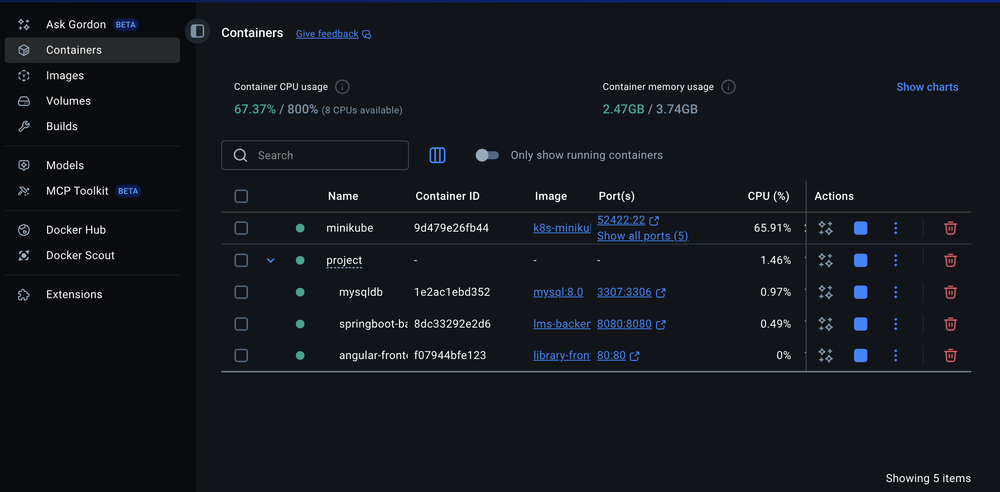 Ask Gordon BETA
Containers
Images
Volumes
Builds
Models
MCP Toolkit BETA
Docker Hub
Docker Scout
Extensions
Containers Give feedback
Container CPU usage
67.37% / 800% (8 CPUs available)
Container memory usage
2.47GB / 3.74GB
Show charts
Search
Only show running containers
Name Container ID Image Port(s) CPU (%) Actions
minikube 9d479e26fb44 k8s-miniku 52422:22 65.91%
Show all ports (5)
project - - - 1.46%
mysqldb 1e2ac1ebd352 mysql:8.0 3307:3306 0.97%
springboot-ba 8dc33292e2d6 lms-backen 8080:8080 0.49%
angular-fronte f07944bfe123 library-fron 80:80 0%
Showing 5 items